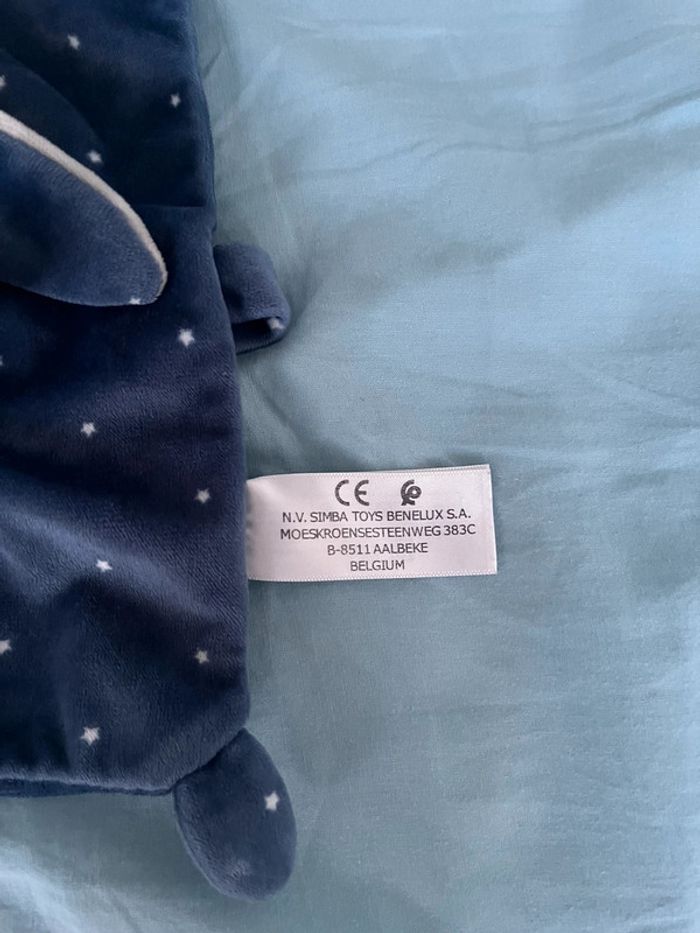 CE
N.V. SIMBA TOYS BENELUX S.A.
MOESKROENSESTEENWEG 383C
B-8511 AALBEKE
BELGIUM